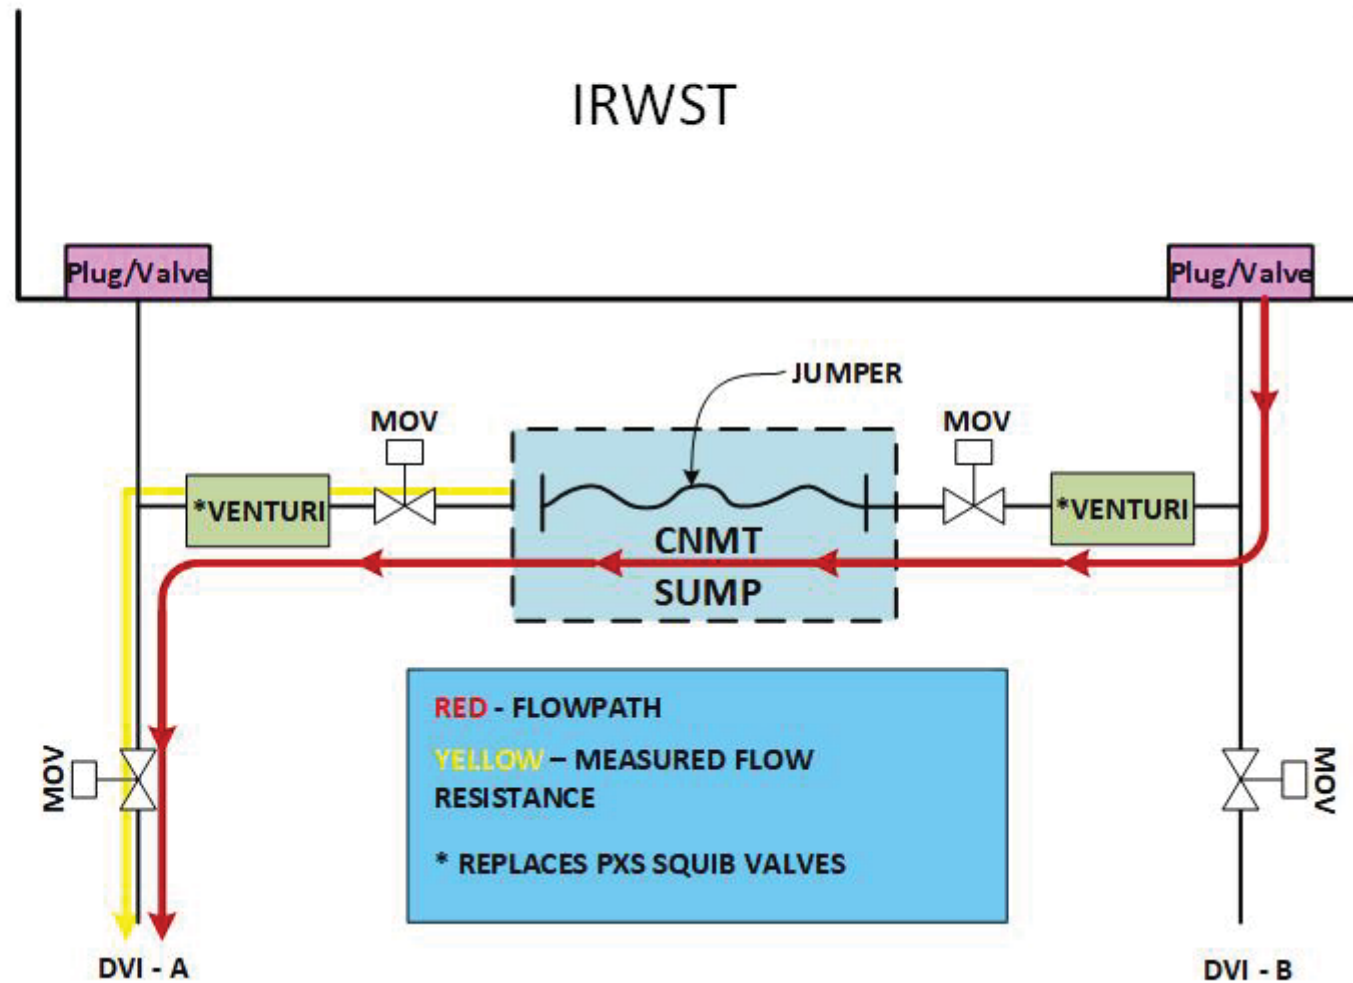 IRWST
Plug/Valve
Plug/Valve
JUMPER
MOV
MOV
*VENTURI
*VENTURI
CNMT
SUMP
RED - FLOWPATH
YELLOW – MEASURED FLOW
RESISTANCE
* REPLACES PXS SQUIB VALVES
MOV
MOV
DVI - A
DVI - B